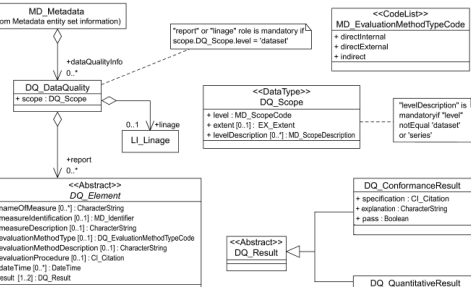 MD_Metadata
om Metadata entity set information)
"report" or "linage" role is mandatory if
scope.DQ_Scope.level = 'dataset'
<<CodeList>>
MD_EvaluationMethodTypeCode
+ directInternal
+ directExternal
+ indirect
+dataQualityInfo
0..*
DQ_DataQuality
+ scope : DQ_Scope
0..1 +linage
LI_Linage
<<DataType>>
DQ_Scope
+ level : MD_ScopeCode
+ extent [0..1] : EX_Extent
+ levelDescription [0..*] : MD_ScopeDescription
"levelDescription" is
mandatoryif "level"
notEqual 'dataset'
or 'series'
+report
0..*
<<Abstract>>
DQ_Element
nameOfMeasure [0..*] : CharacterString
measureIdentification [0..1] : MD_Identifier
measureDescription [0..1] : CharacterString
evaluationMethodType [0..1] : DQ_EvaluationMethodTypeCode
evaluationMethodDescription [0..1] : CharacterString
evaluationProcedure [0..1] : CI_Citation
dateTime [0..*] : DateTime
result [1..2] : DQ_Result
<<Abstract>>
DQ_Result
DQ_ConformanceResult
+ specification : CI_Citation
+ explanation : CharacterString
+ pass : Boolean
DQ_QuantitativeResult